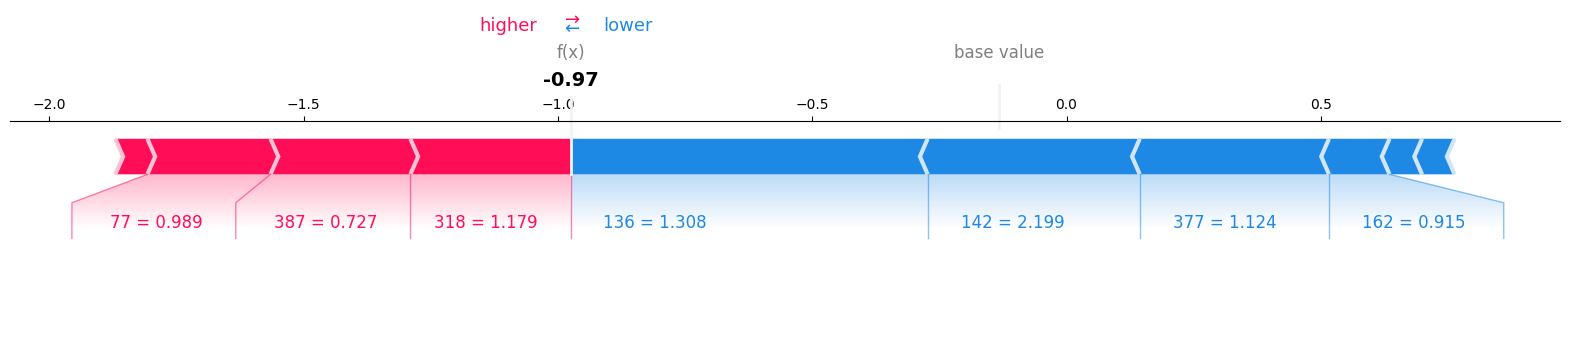 higher ⇄ lower
f(x) base value
-0.97
−2.0 −1.5 −1.0 −0.5 0.0 0.5
77 = 0.989 387 = 0.727 318 = 1.179 136 = 1.308 142 = 2.199 377 = 1.124 162 = 0.915